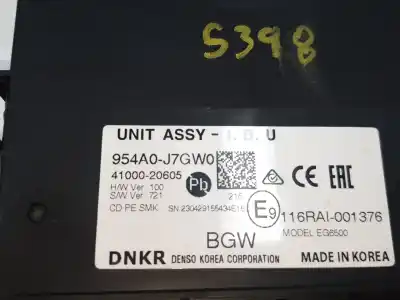 S398
UNIT ASSY - I. B. U
954A0-J7GW0
41000-20605
H/W Ver 100
S/W Ver 721
Pb
CE EAC
CD PE SMK
E9
116RAI-001376
MODEL EG6500
BGW
DNKR DENSO KOREA CORPORATION MADE IN KOREA